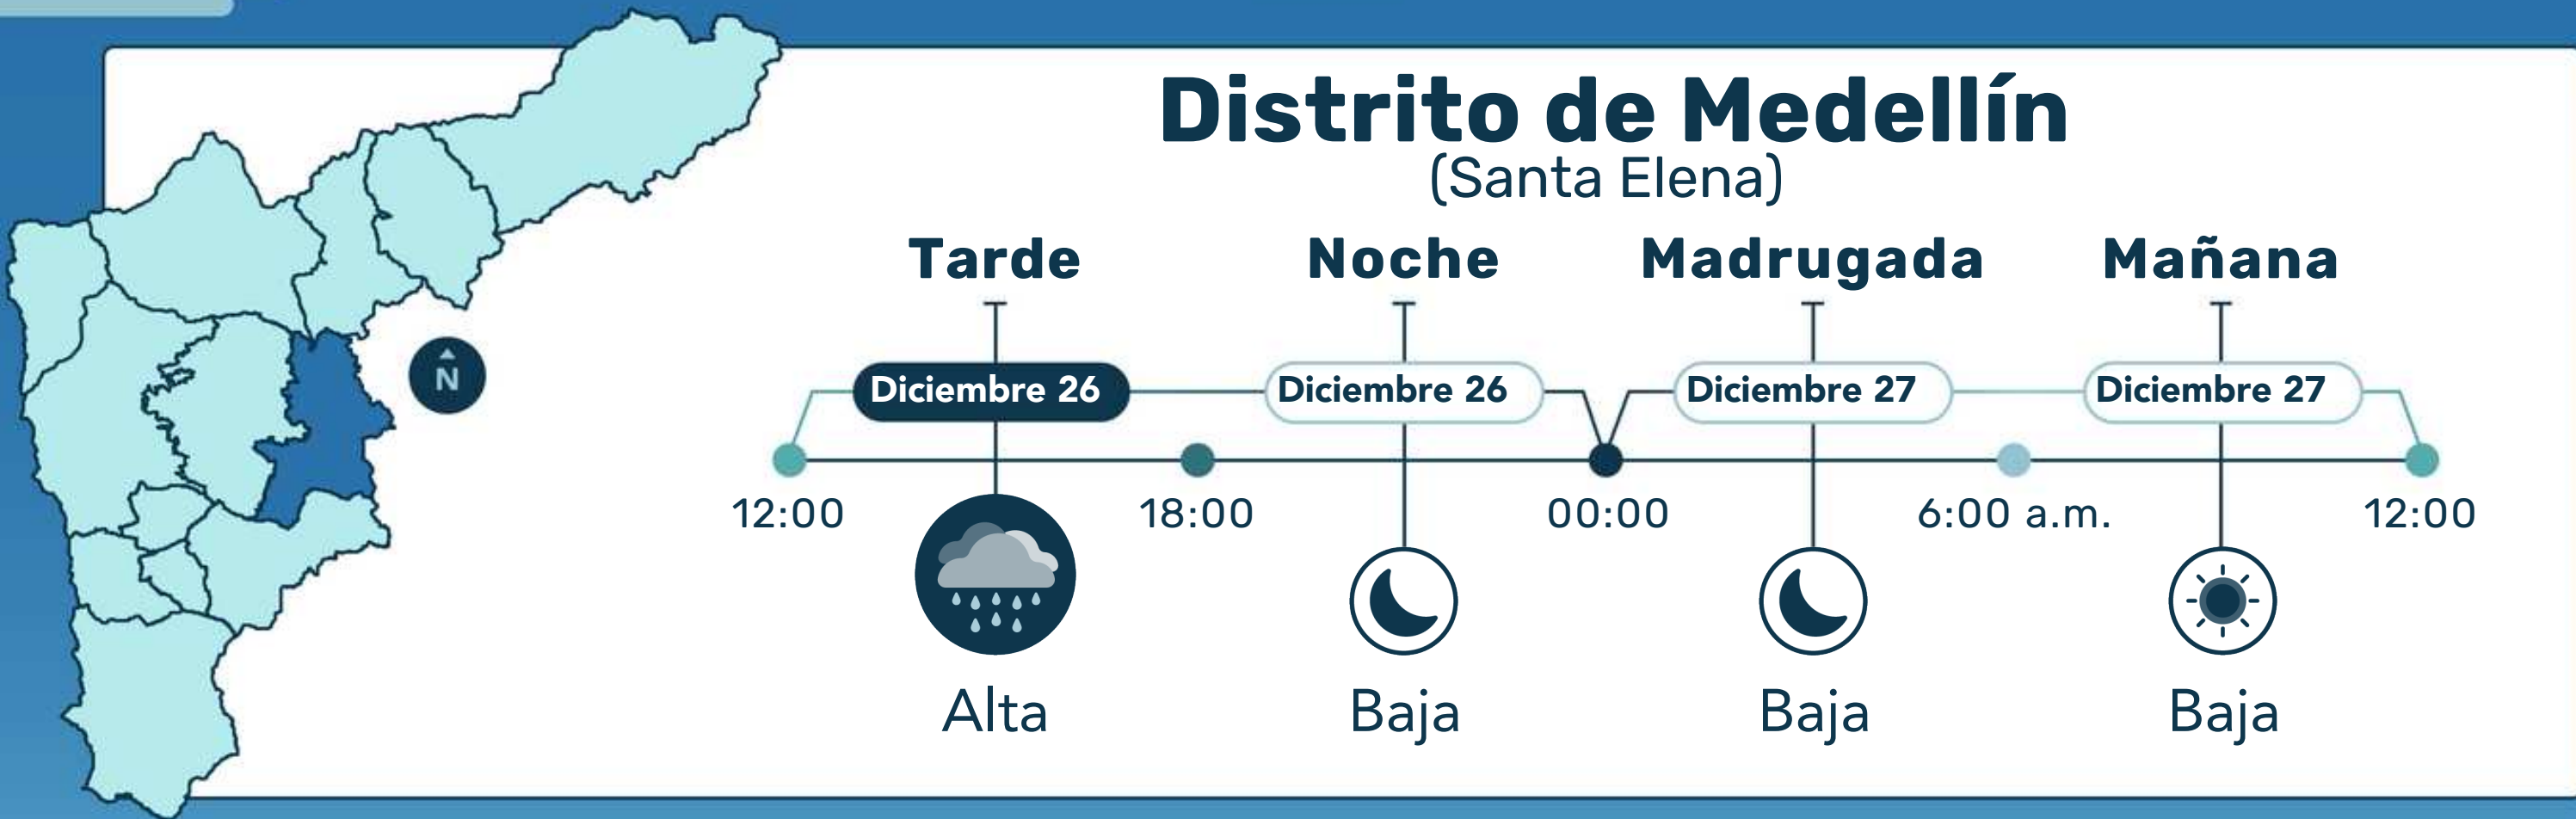 Distrito de Medellín
(Santa Elena)
Tarde Noche Madrugada Mañana
Diciembre 26 Diciembre 26 Diciembre 27 Diciembre 27
N
12:00 18:00 00:00 6:00 a.m. 12:00
Alta Baja Baja Baja